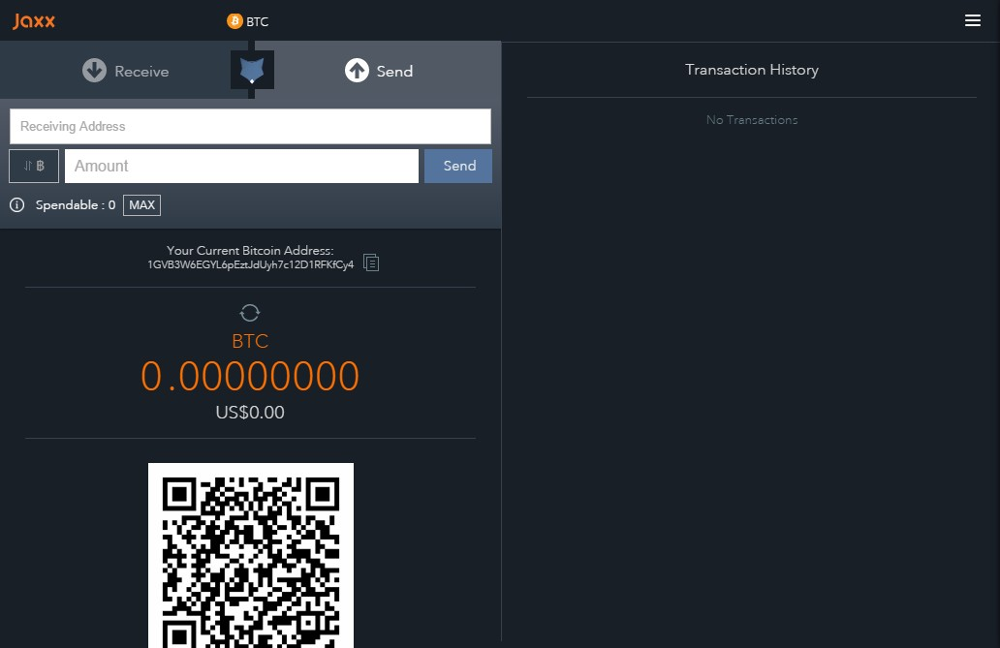 Jaxx
BTC
Receive
Send
Receiving Address
Amount
Send
Spendable : 0 MAX
Your Current Bitcoin Address:
1GVB3W6EGYL6pEztJdUyh7c12D1RFKfCy4
BTC
0.00000000
US$0.00
Transaction History
No Transactions